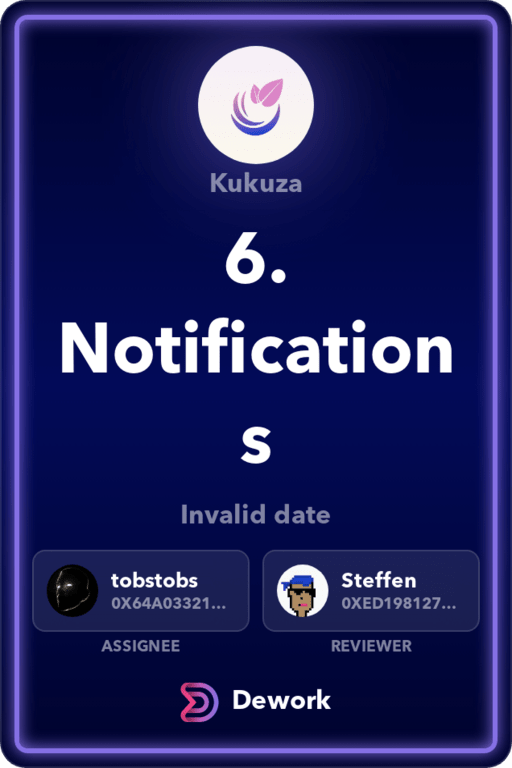 Kukuza
6.
Notification
s
Invalid date
tobstobs
0X64A03321...
Steffen
0XED198127...
ASSIGNEE
REVIEWER
Dework